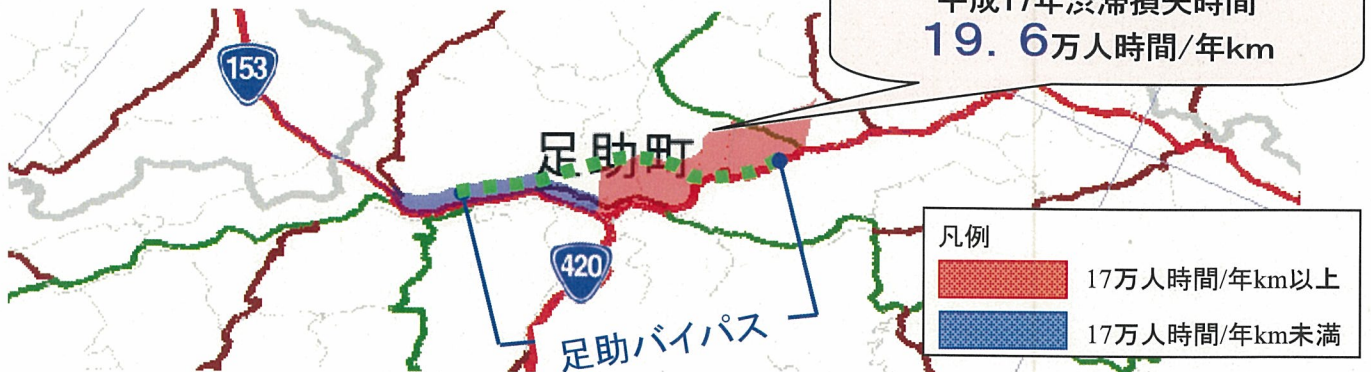 平成17年渋滞損失時間
19. 6万人時間/年km
153
足助町
420
足助バイパス
凡例
17万人時間/年km以上
17万人時間/年km未満